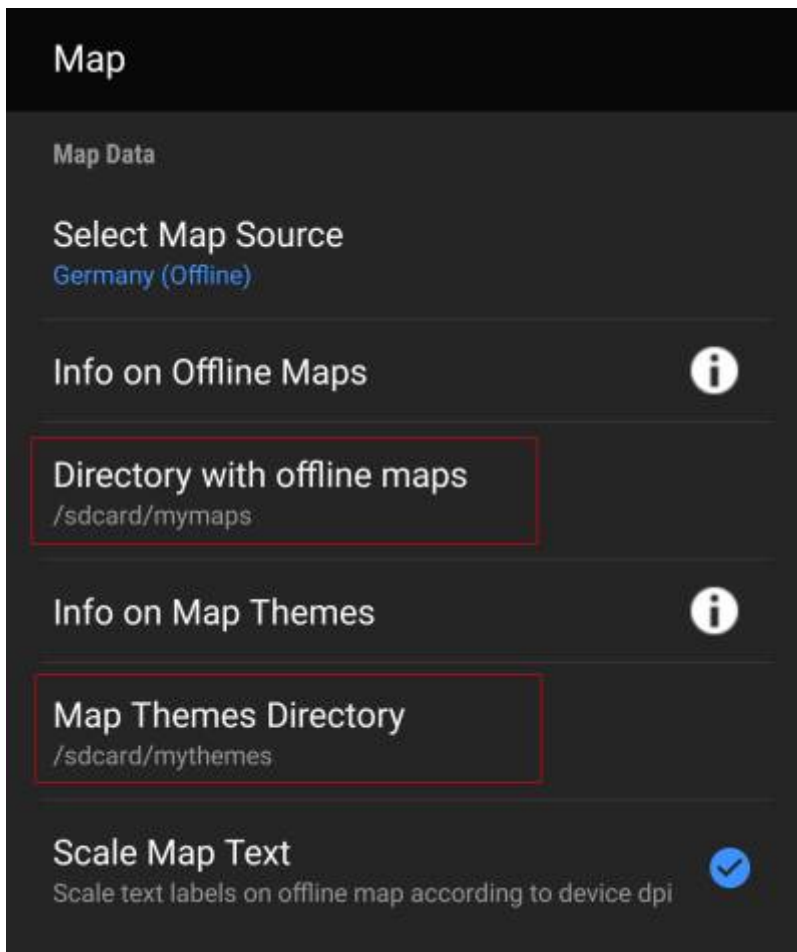 Map
Map Data
Select Map Source
Germany (Offline)
Info on Offline Maps
Directory with offline maps
/sdcard/mymaps
Info on Map Themes
Map Themes Directory
/sdcard/mythemes
Scale Map Text
Scale text labels on offline map according to device dpi